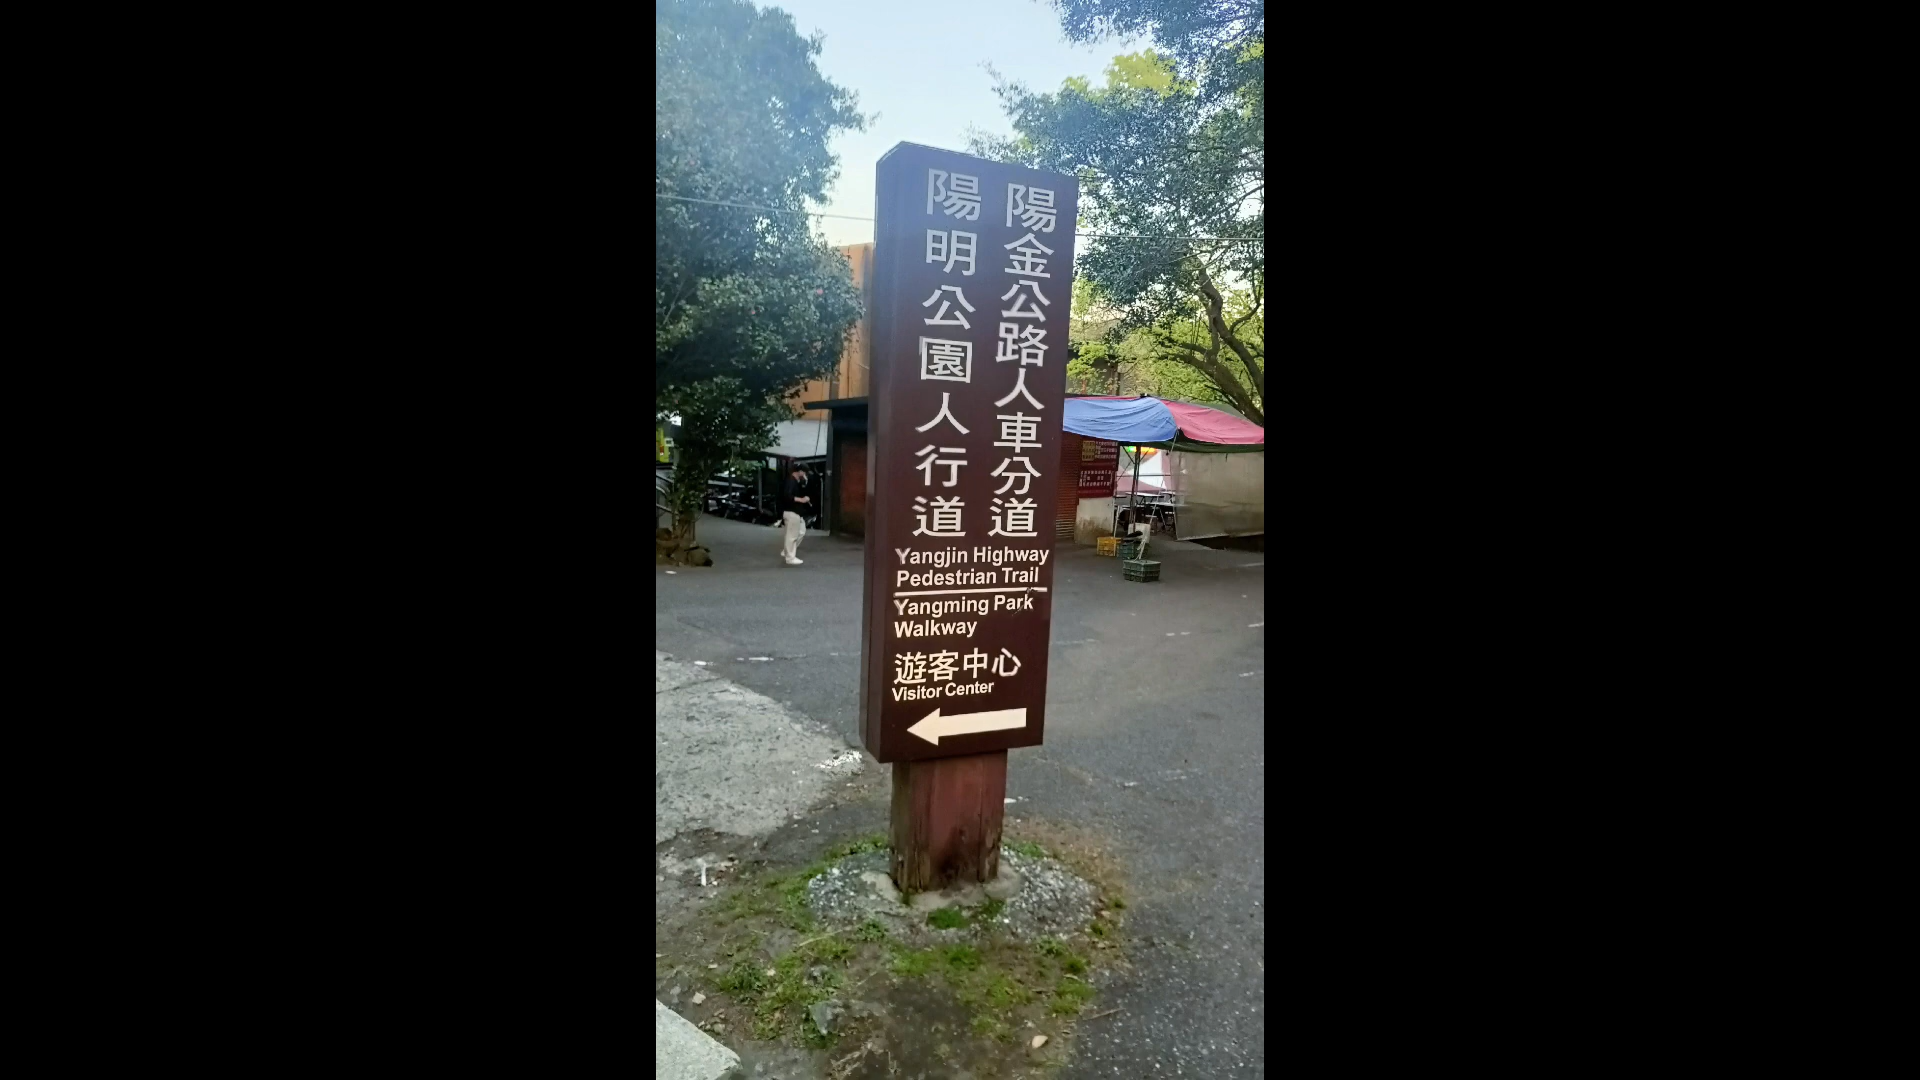 陽金公路人車分道
陽明公園人行道
Yangjin Highway
Pedestrian Trail
Yangming Park
Walkway
遊客中心
Visitor Center